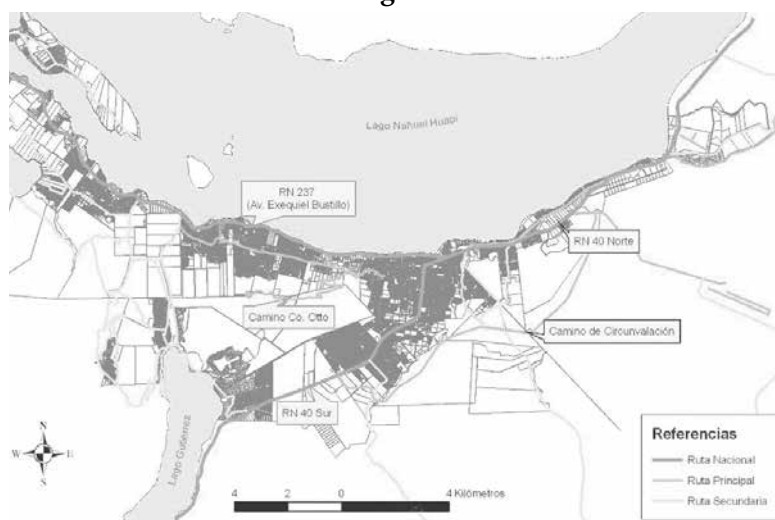 Lago Nahuel Huapi
RN 237
(Av. Exequiel Bustillo)
RN 40 Norte
Camino Co. Otto
Camino de Circunvalación
RN 40 Sur
Lago Gutiérrez
N
W E
S
4 2 0 4 Kilómetros
Referencias
Ruta Nacional
Ruta Principal
Ruta Secundaria